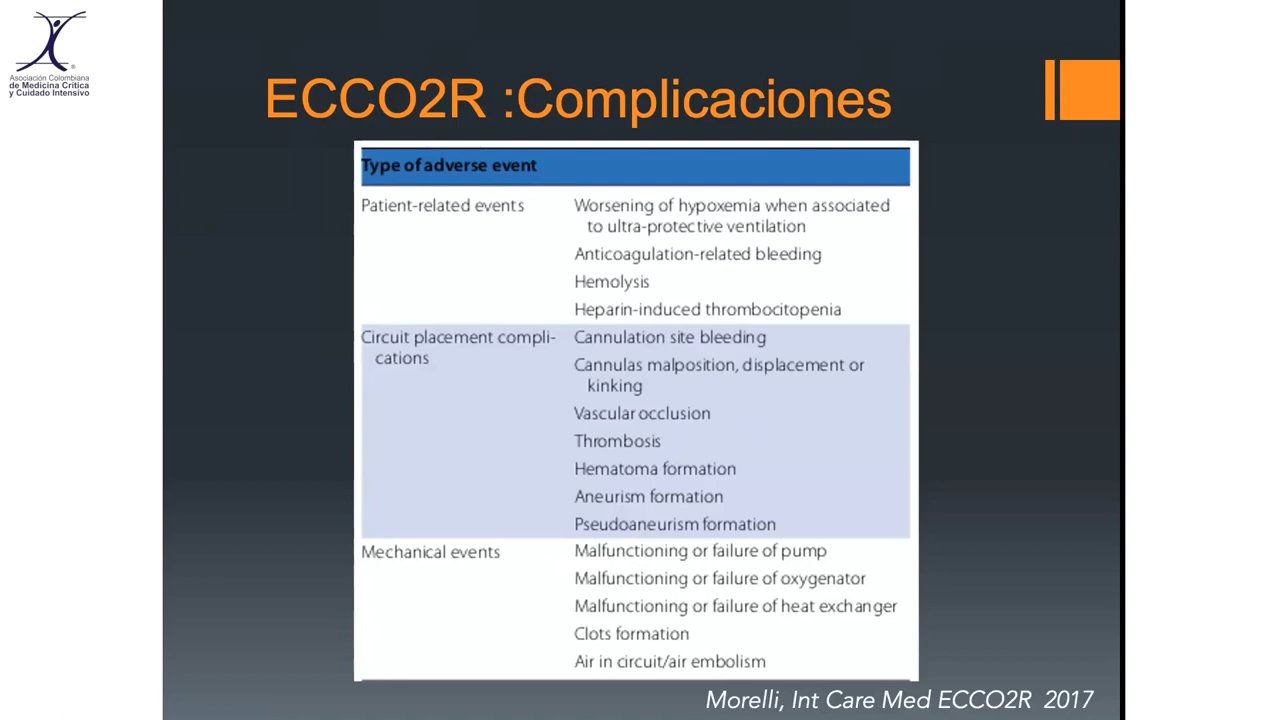 Asociación Colombiana
de Medicina Crítica
y Cuidado Intensivo
ECCO2R :Complicaciones
Type of adverse event
Patient-related events
Worsening of hypoxemia when associated
to ultra-protective ventilation
Anticoagulation-related bleeding
Hemolysis
Heparin-induced thrombocitopenia
Circuit placement compli-
cations
Cannulation site bleeding
Cannulas malposition, displacement or
kinking
Vascular occlusion
Thrombosis
Hematoma formation
Aneurism formation
Pseudoaneurism formation
Mechanical events
Malfunctioning or failure of pump
Malfunctioning or failure of oxygenator
Malfunctioning or failure of heat exchanger
Clots formation
Air in circuit/air embolism
Morelli, Int Care Med ECCO2R 2017